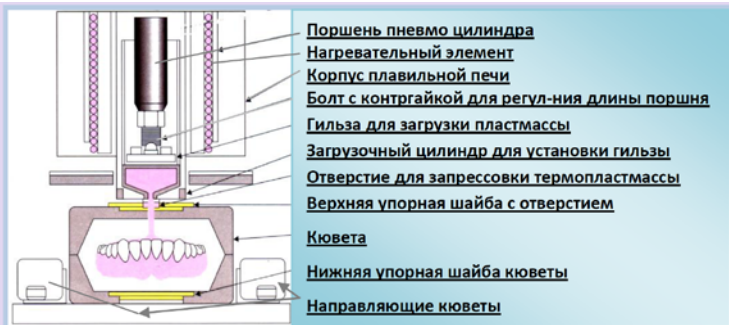 Поршень пневмо цилиндра
Нагревательный элемент
Корпус плавильной печи
Болт с контргайкой для регул-ния длины поршня
Гильза для загрузки пластмассы
Загрузочный цилиндр для установки гильзы
Отверстие для запрессовки термопластмассы
Верхняя упорная шайба с отверстием
Кювета
Нижняя упорная шайба кюветы
Направляющие кюветы